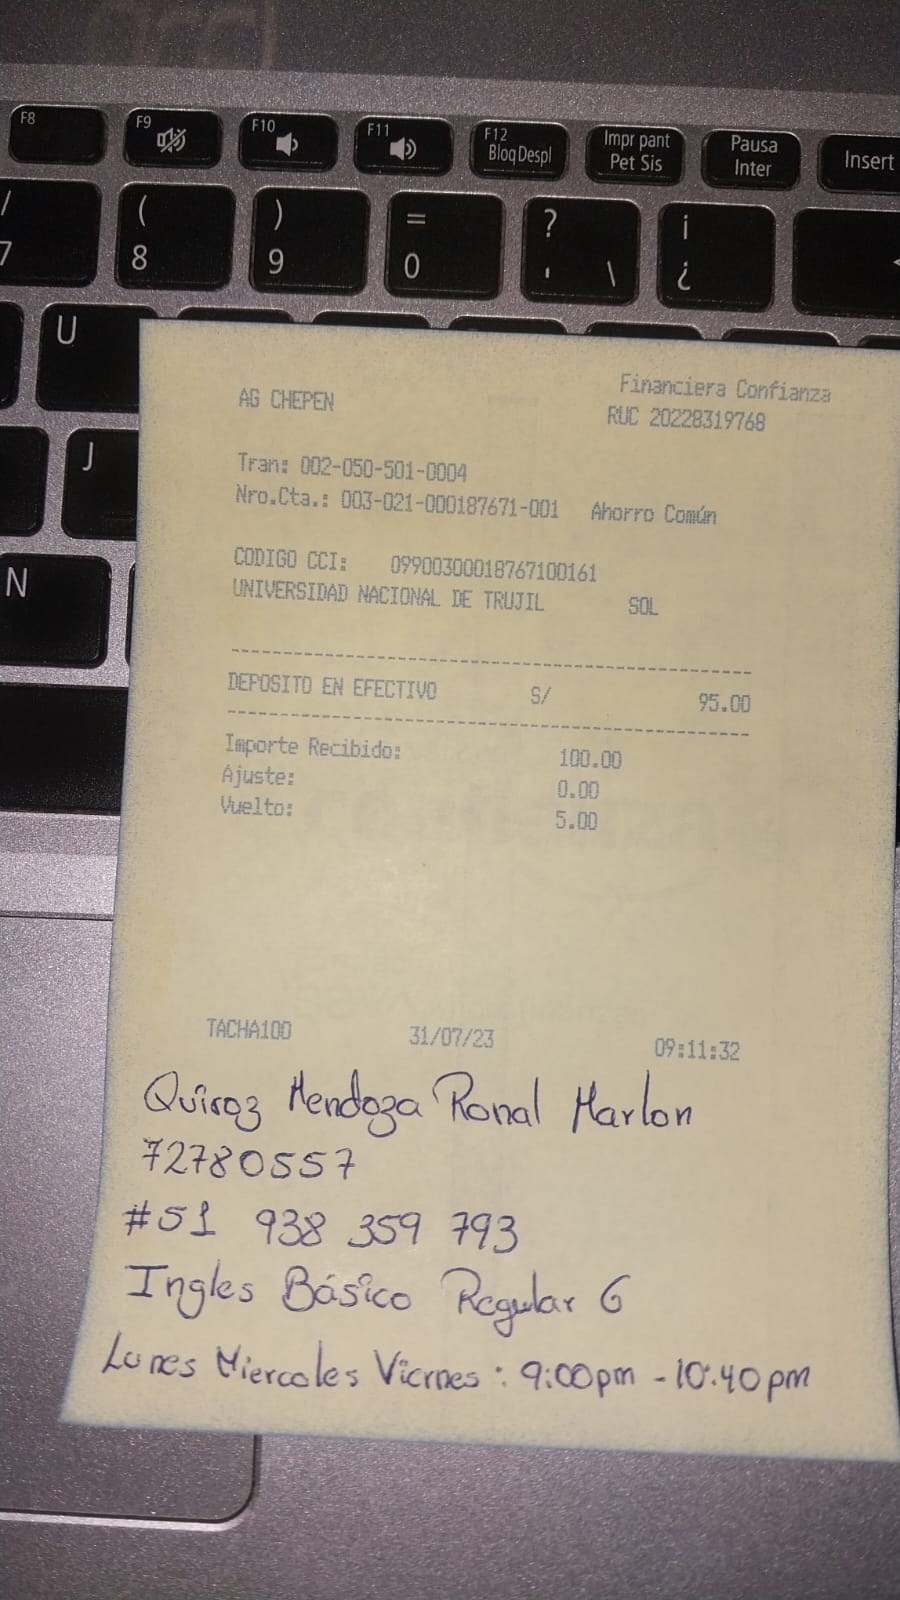 F8
F9
F10
F11
F12
Bloq Despl
Impr pant
Pet Sis
Pausa
Inter
Insert
/
7
(
8
)
9
=
0
?
'
\
¡
¿
U
J
N
AG CHEPEN
Financiera Confianza
RUC 20228319768
Tran: 002-050-501-0004
Nro.Cta.: 003-021-000187671-001 Ahorro Común
CODIGO CCI: 09900300018767100161
UNIVERSIDAD NACIONAL DE TRUJIL SOL
DEPOSITO EN EFECTIVO S/ 95.00
Importe Recibido: 100.00
Ajuste: 0.00
Vuelto: 5.00
TACHA100 31/07/23 09:11:32
Quiroz Mendoza Ronal Marlon
72780557
#51 938 359 793
Ingles Básico Regular 6
Lunes Miercoles Viernes : 9:00pm - 10:40pm